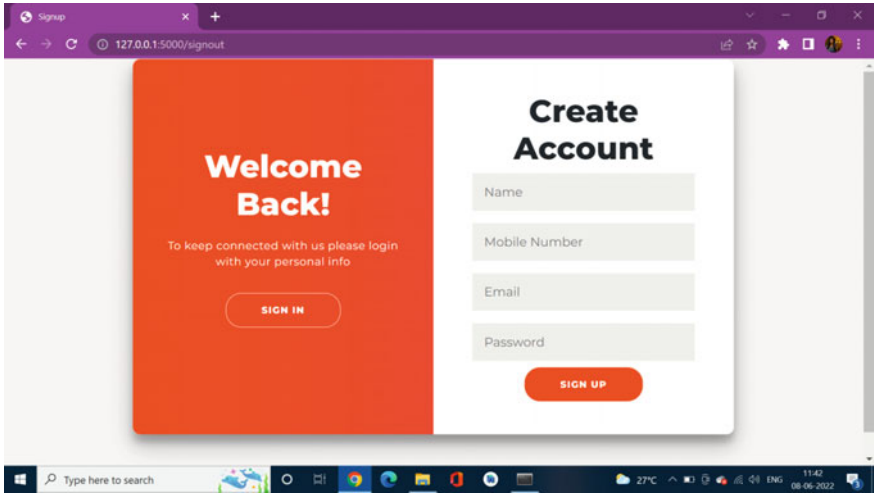 Signup
127.0.0.1:5000/signout
Welcome
Back!
To keep connected with us please login
with your personal info
SIGN IN
Create
Account
Name
Mobile Number
Email
Password
SIGN UP
Type here to search
27°C
ENG
11:42
08-06-2022